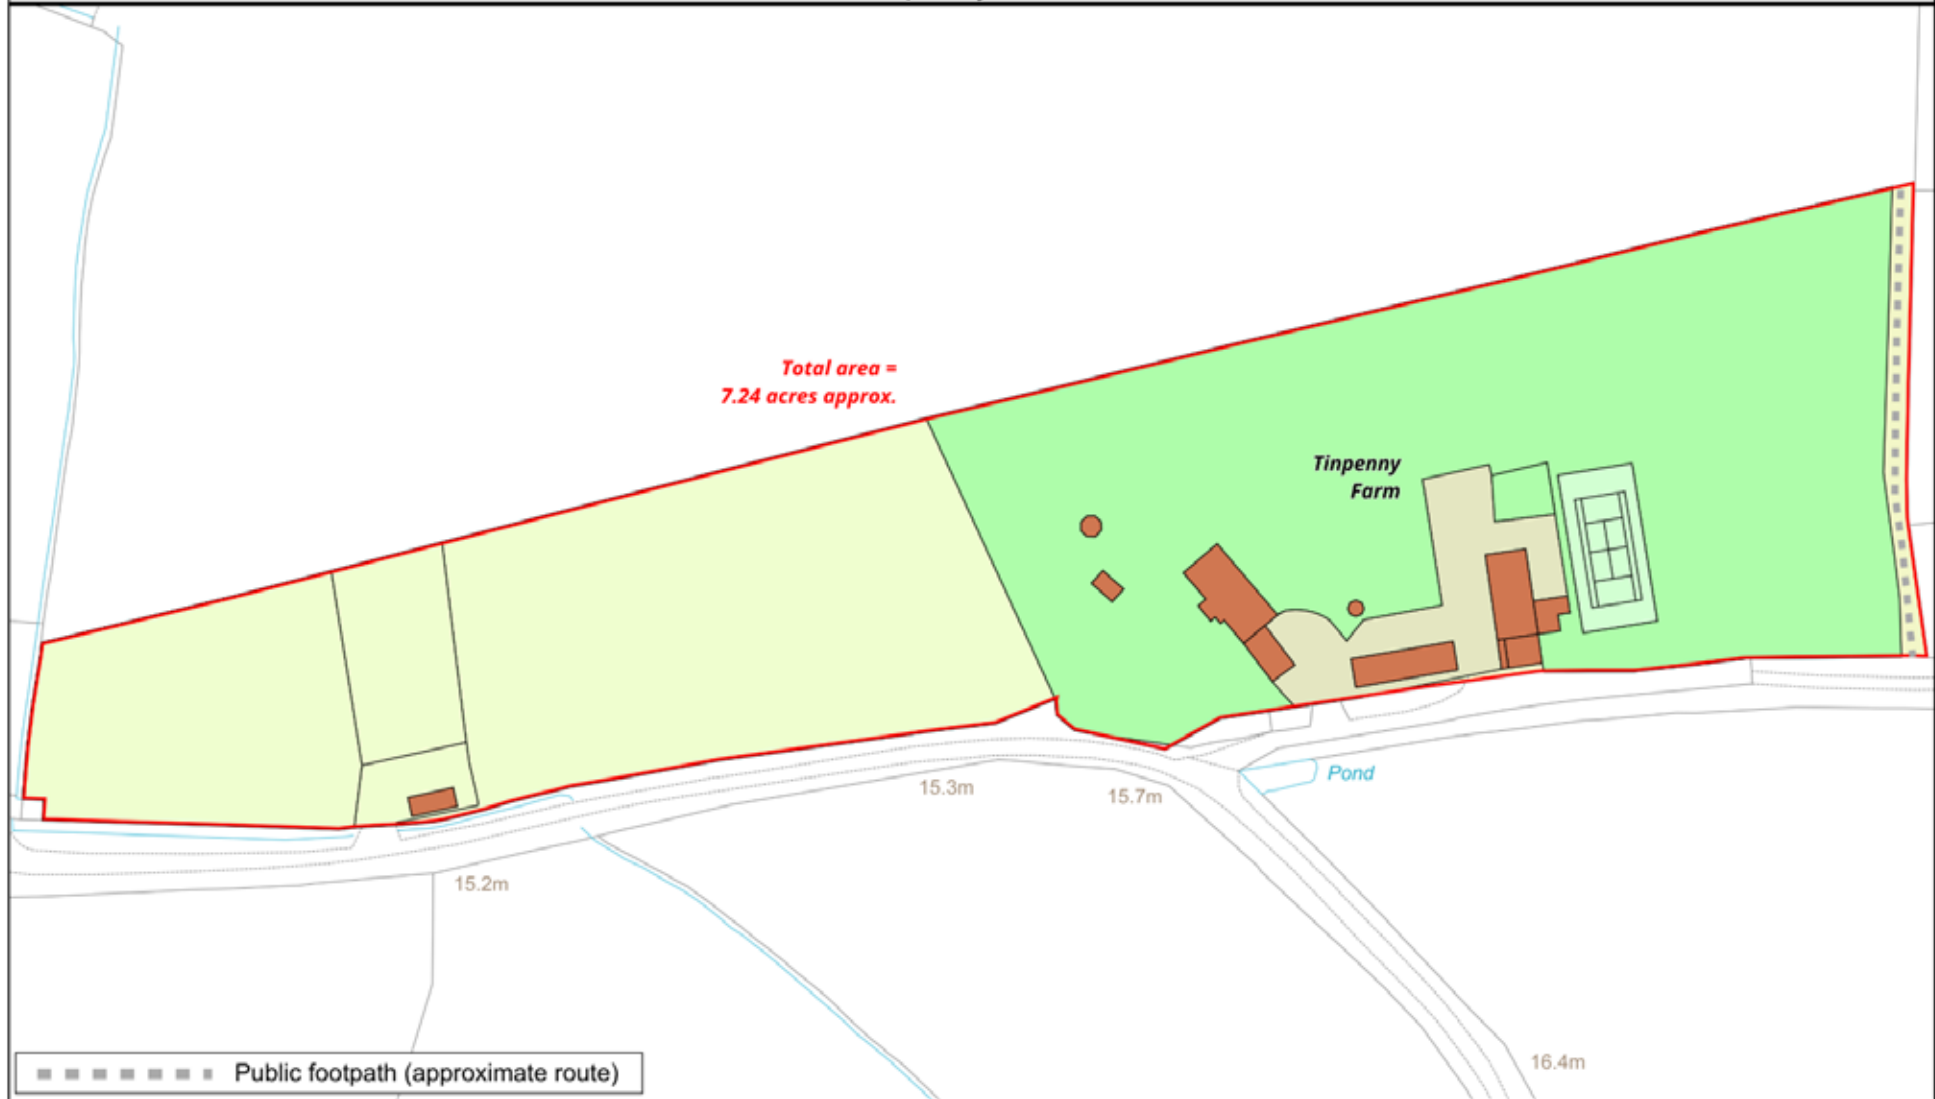 Total area =
7.24 acres approx.
Tinpenny
Farm
Pond
15.3m
15.7m
15.2m
16.4m
Public footpath (approximate route)